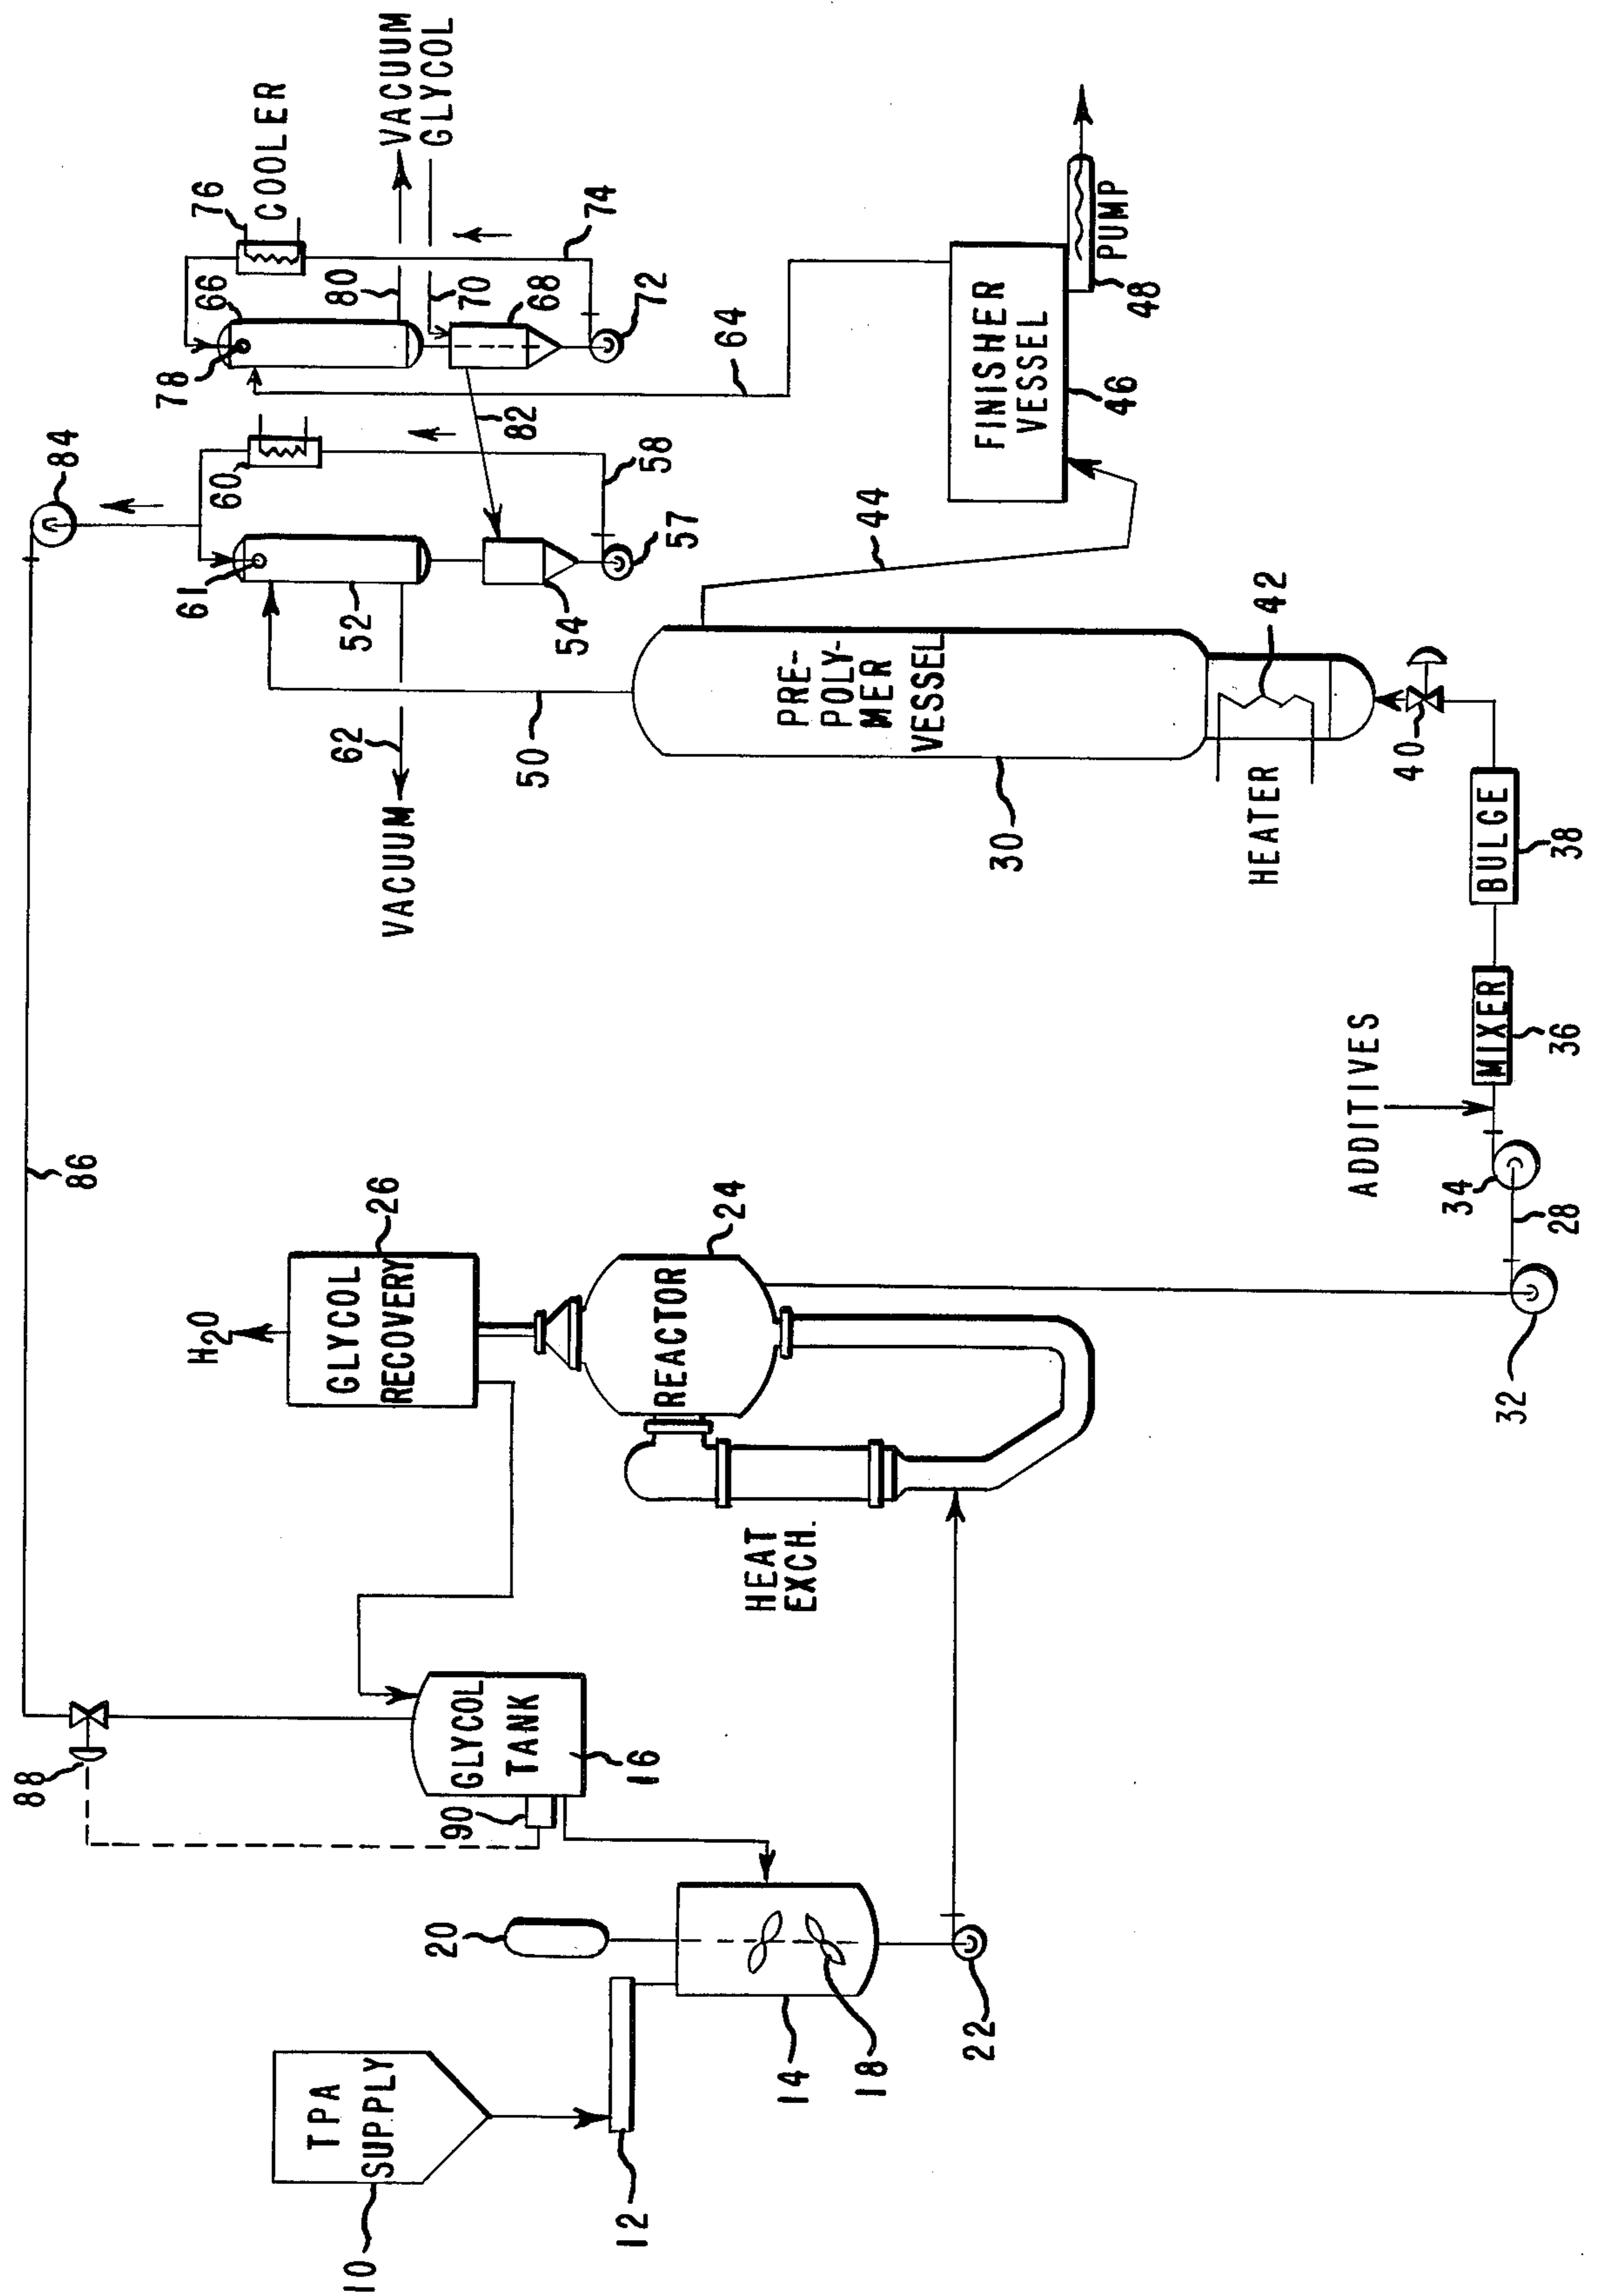 10
TPA
SUPPLY
12
14
18
20
22
88
90
GLYCOL
TANK
16
86
H2O
GLYCOL
RECOVERY
26
REACTOR
24
HEAT
EXCH.
32
28
34
ADDITIVES
MIXER
36
BULGE
38
40
HEATER
42
PRE-
POLY-
MER
VESSEL
30
44
50
VACUUM
62
61
52
54
57
58
60
84
82
64
78
66
76
COOLER
80
70
68
72
74
VACUUM
GLYCOL
FINISHER
VESSEL
46
PUMP
48